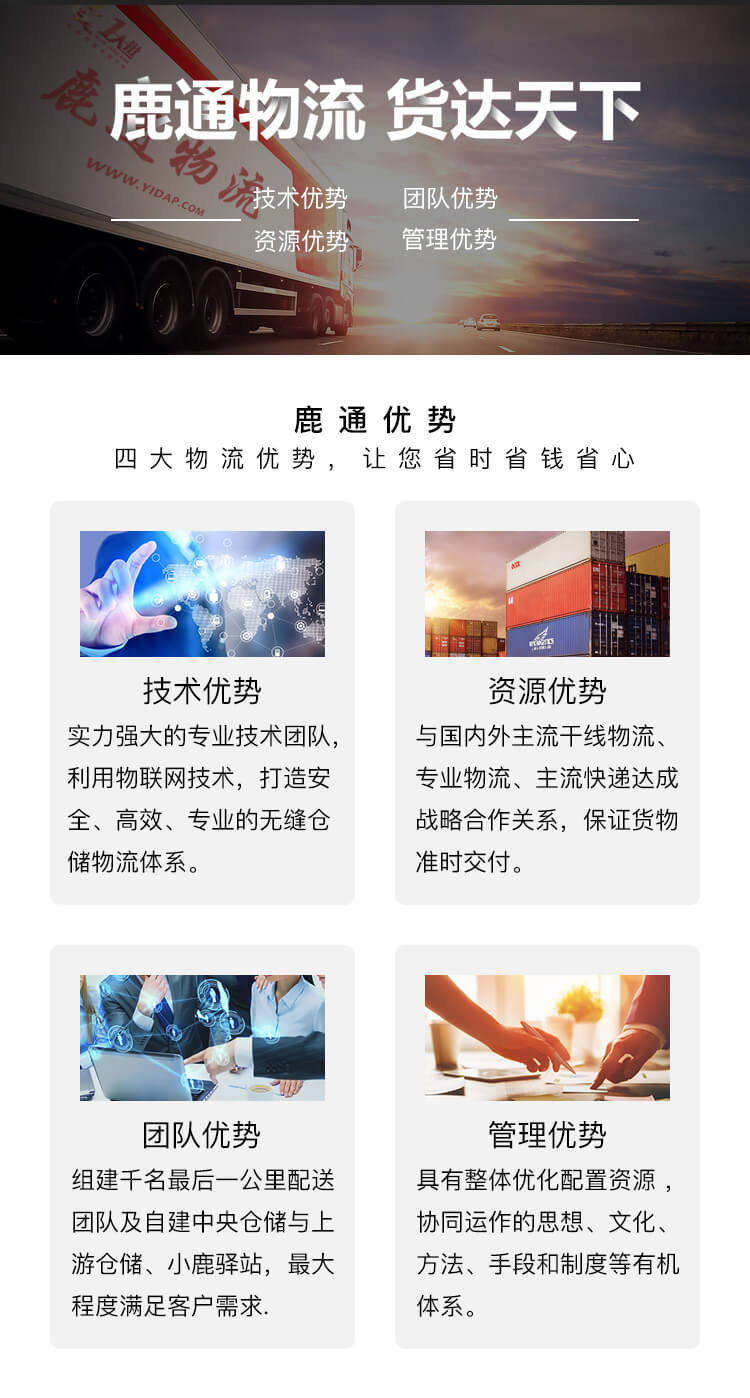 鹿通物流 货达天下
鹿通物流
WWW.YIDAP.COM
技术优势 团队优势
资源优势 管理优势
鹿通优势
四大物流优势，让您省时省钱省心
技术优势
实力强大的专业技术团队,
利用物联网技术，打造安
全、高效、专业的无缝仓
储物流体系。
资源优势
与国内外主流干线物流、
专业物流、主流快递达成
战略合作关系，保证货物
准时交付。
团队优势
组建千名最后一公里配送
团队及自建中央仓储与上
游仓储、小鹿驿站，最大
程度满足客户需求.
管理优势
具有整体优化配置资源，
协同运作的思想、文化、
方法、手段和制度等有机
体系。